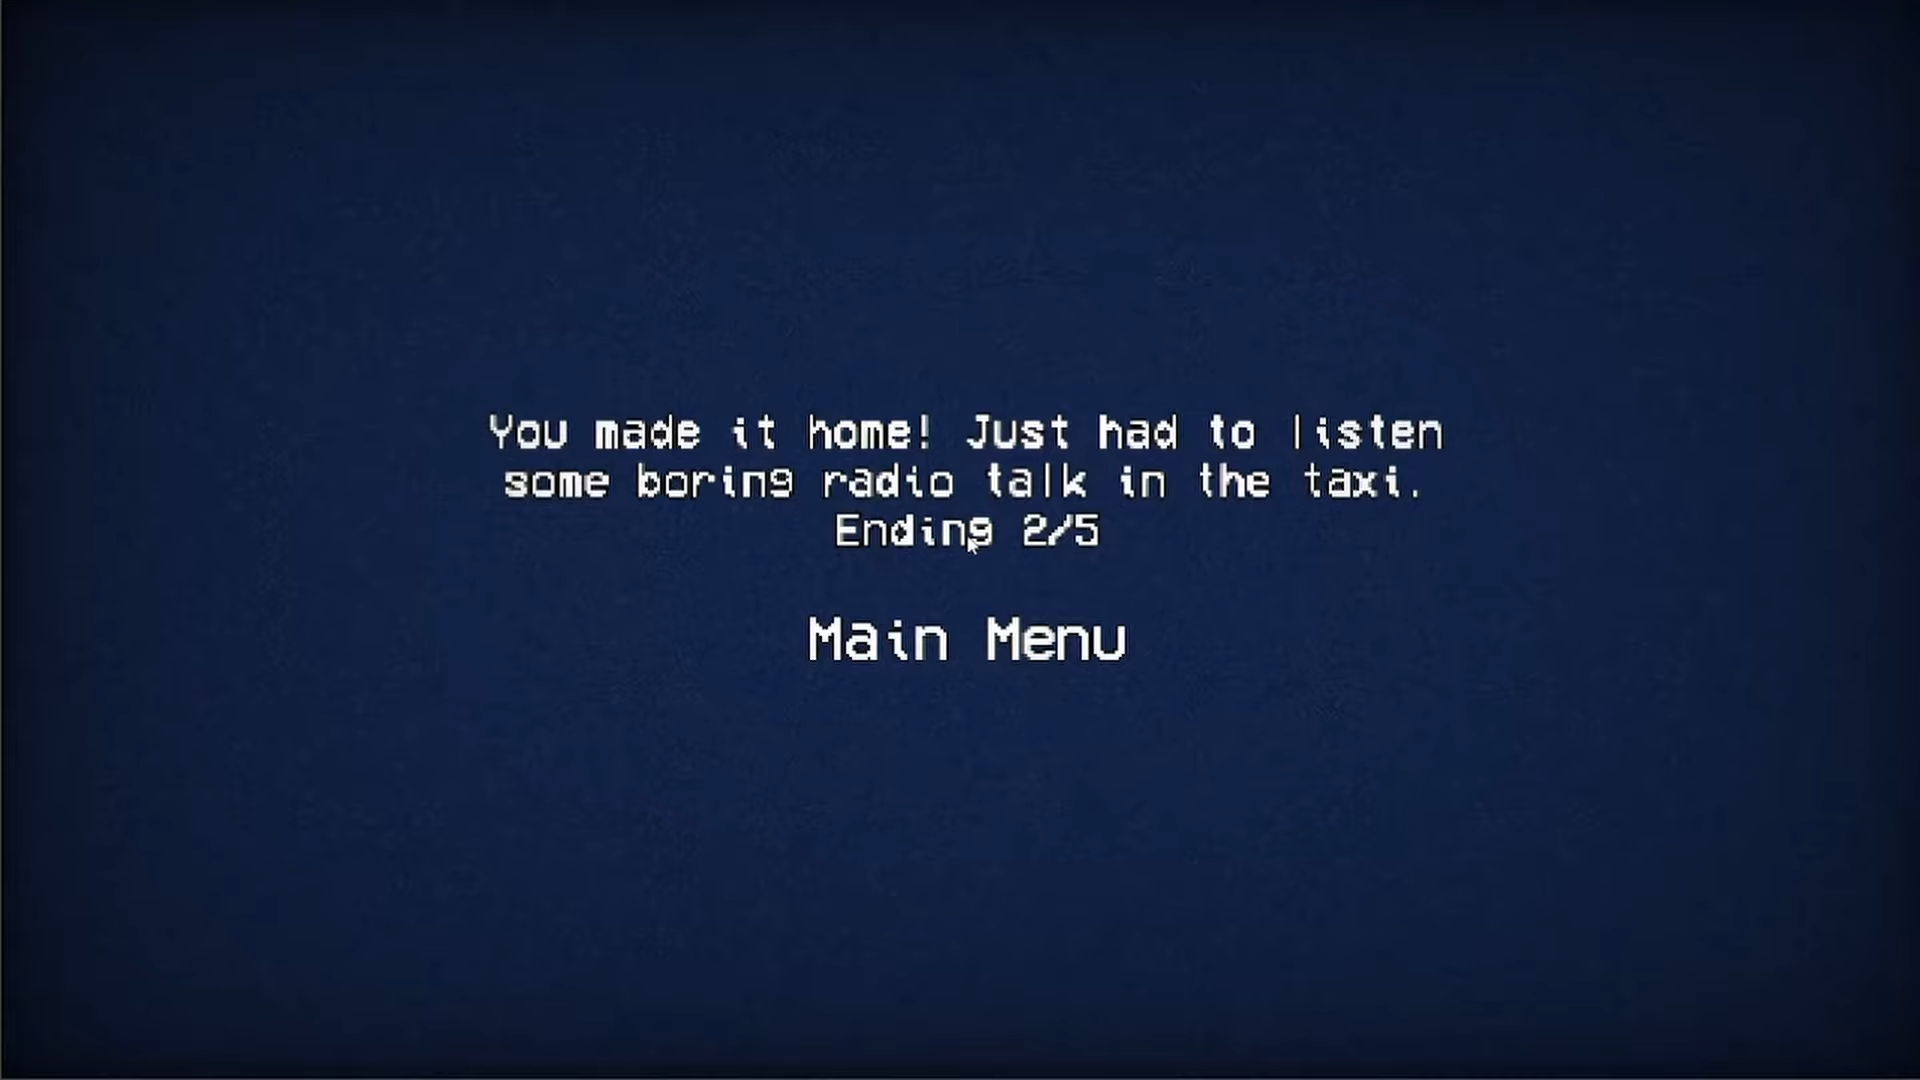 You made it home! Just had to listen
some boring radio talk in the taxi.
Ending 2/5
Main Menu